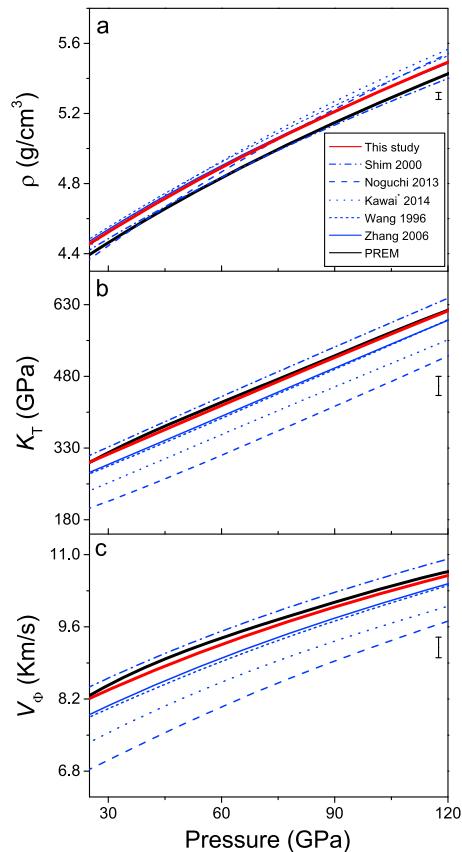 a
5.6
5.2
4.8
4.4
ρ (g/cm³)
This study
Shim 2000
Noguchi 2013
Kawai* 2014
Wang 1996
Zhang 2006
PREM
b
630
480
330
180
K_T (GPa)
c
11.0
9.6
8.2
6.8
V_Φ (Km/s)
30 60 90 120
Pressure (GPa)